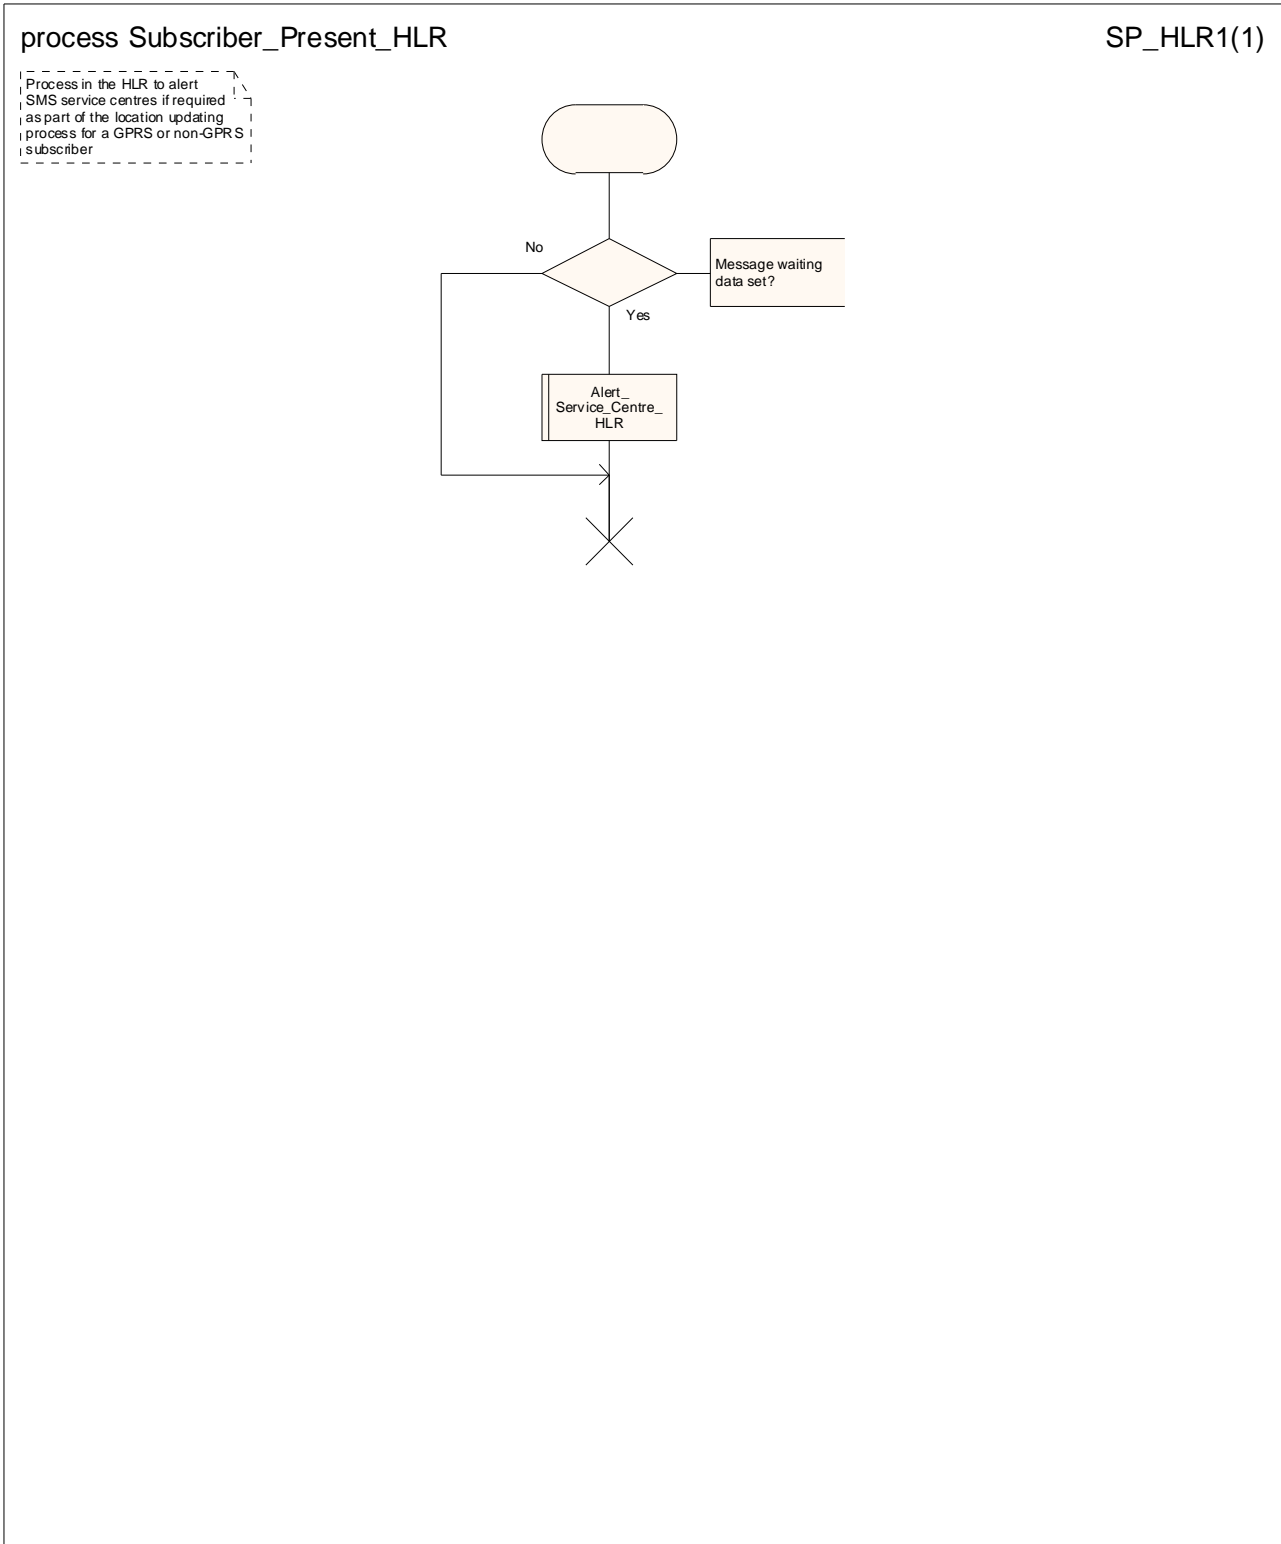 process Subscriber_Present_HLR
SP_HLR1(1)
Process in the HLR to alert
SMS service centres if required
as part of the location updating
process for a GPRS or non-GPRS
subscriber
No
Message waiting
data set?
Yes
Alert_
Service_Centre_
HLR